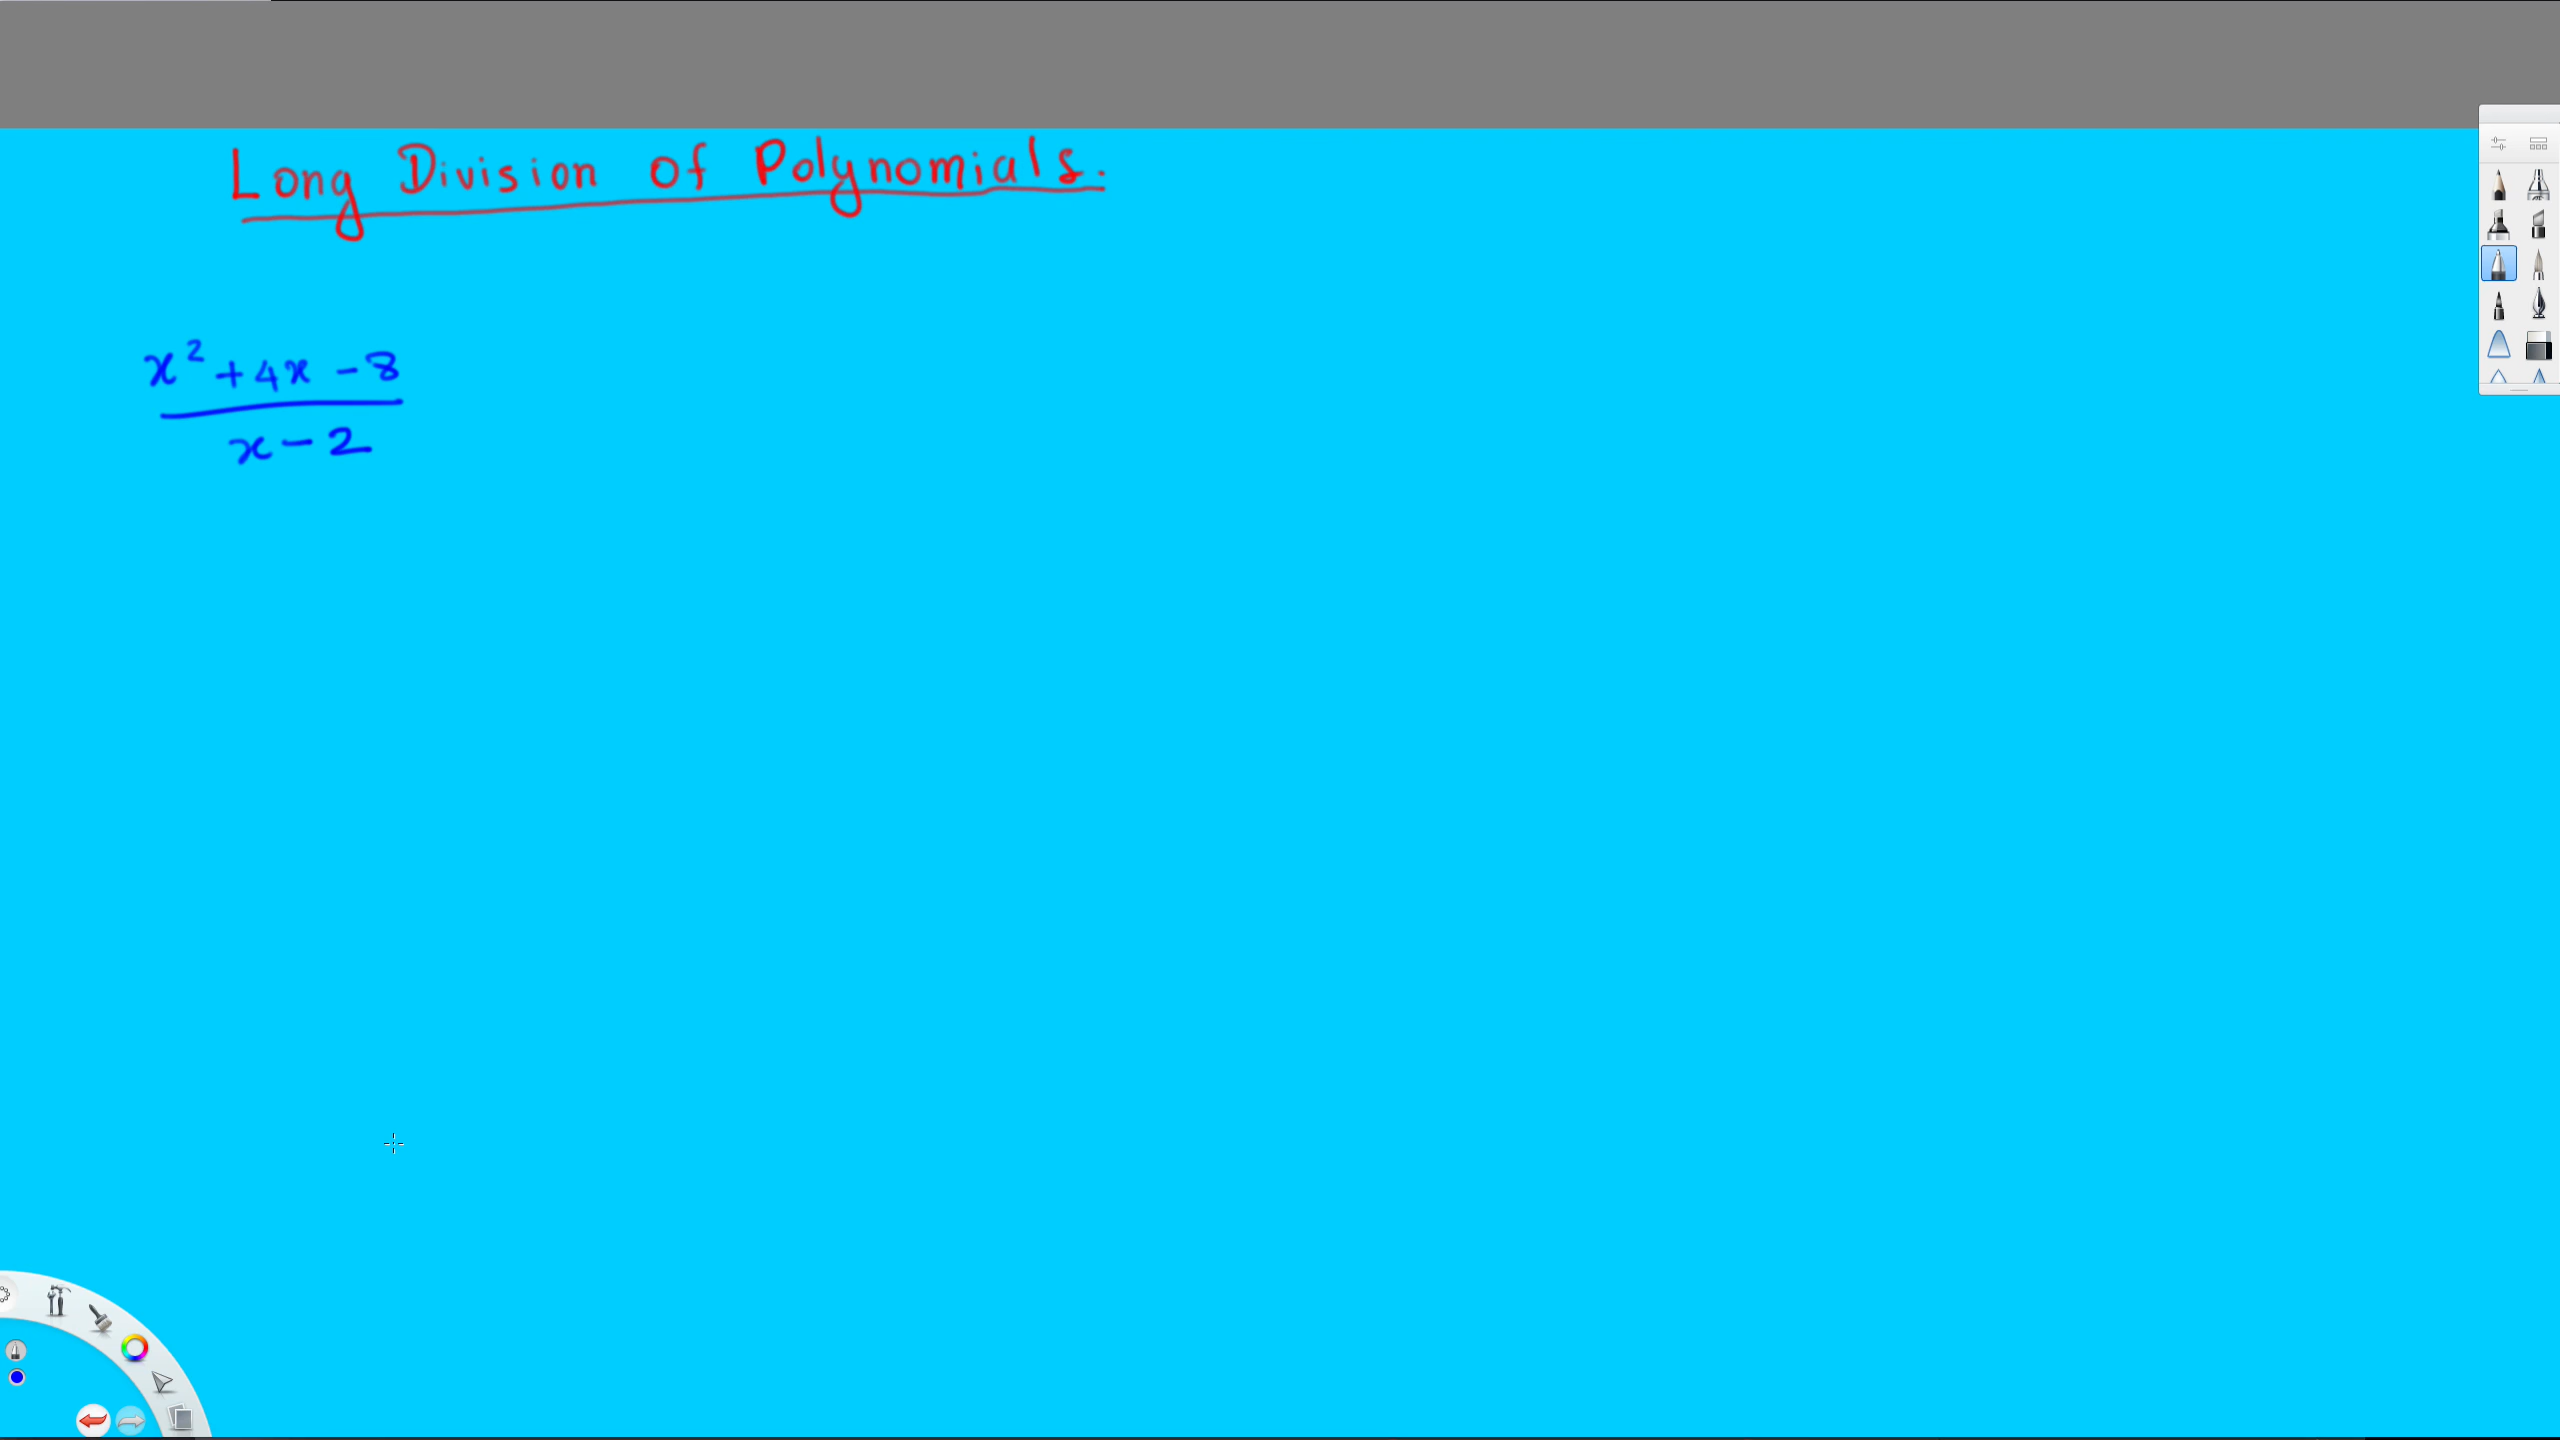 Long Division of Polynomials.
x² + 4x - 8
x - 2